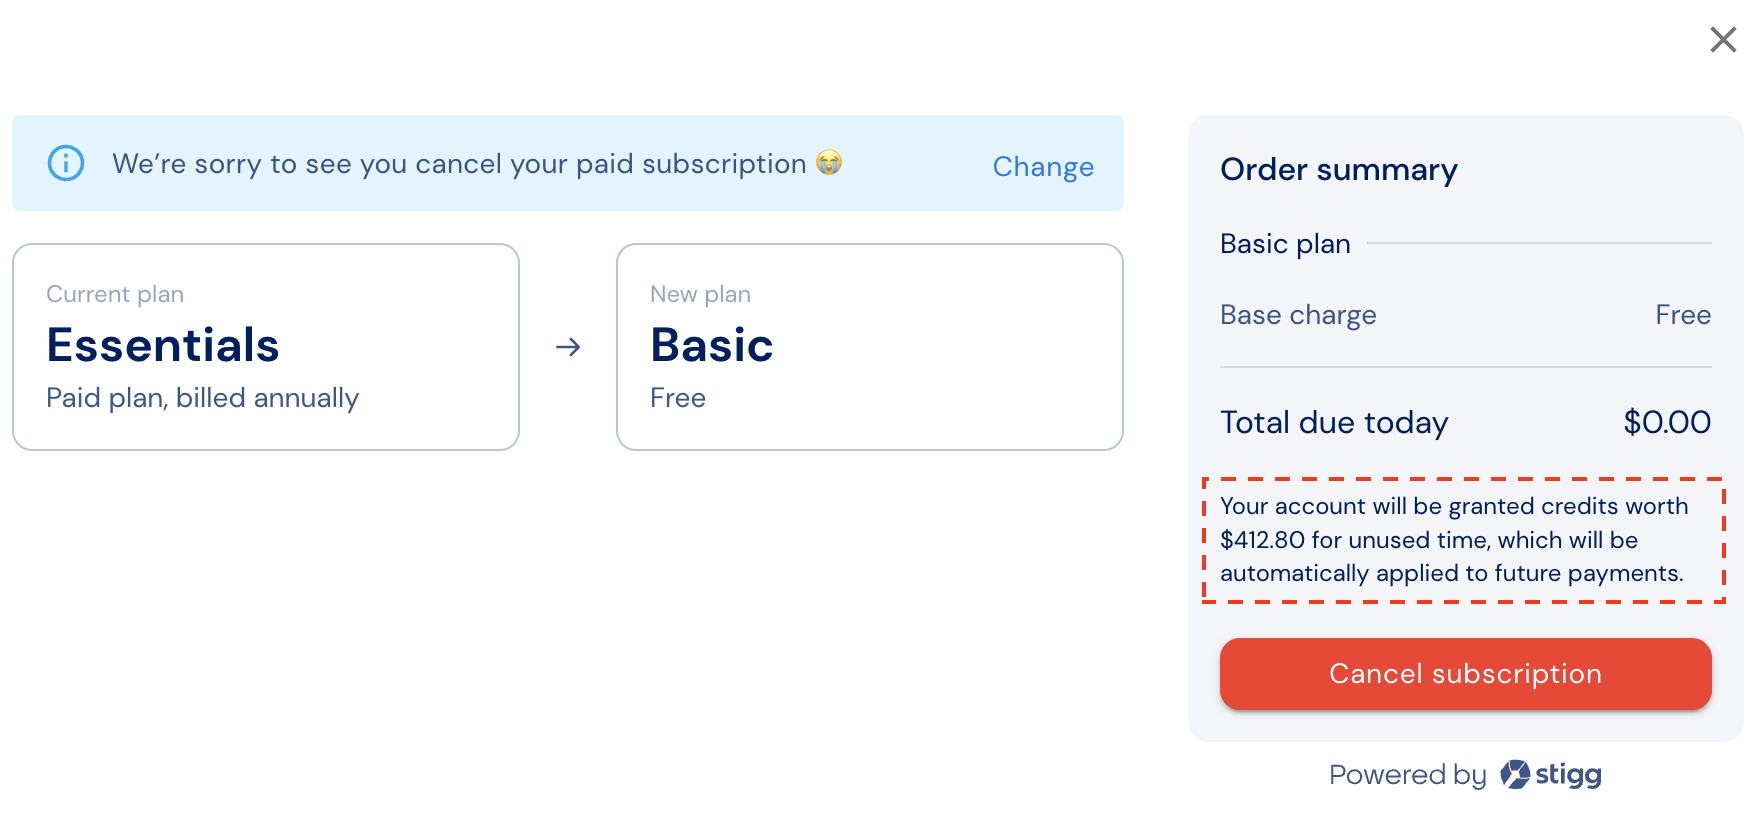 We’re sorry to see you cancel your paid subscription 😭
Change
Current plan
Essentials
Paid plan, billed annually
→
New plan
Basic
Free
Order summary
Basic plan
Base charge Free
Total due today $0.00
Your account will be granted credits worth
$412.80 for unused time, which will be
automatically applied to future payments.
Cancel subscription
Powered by stigg